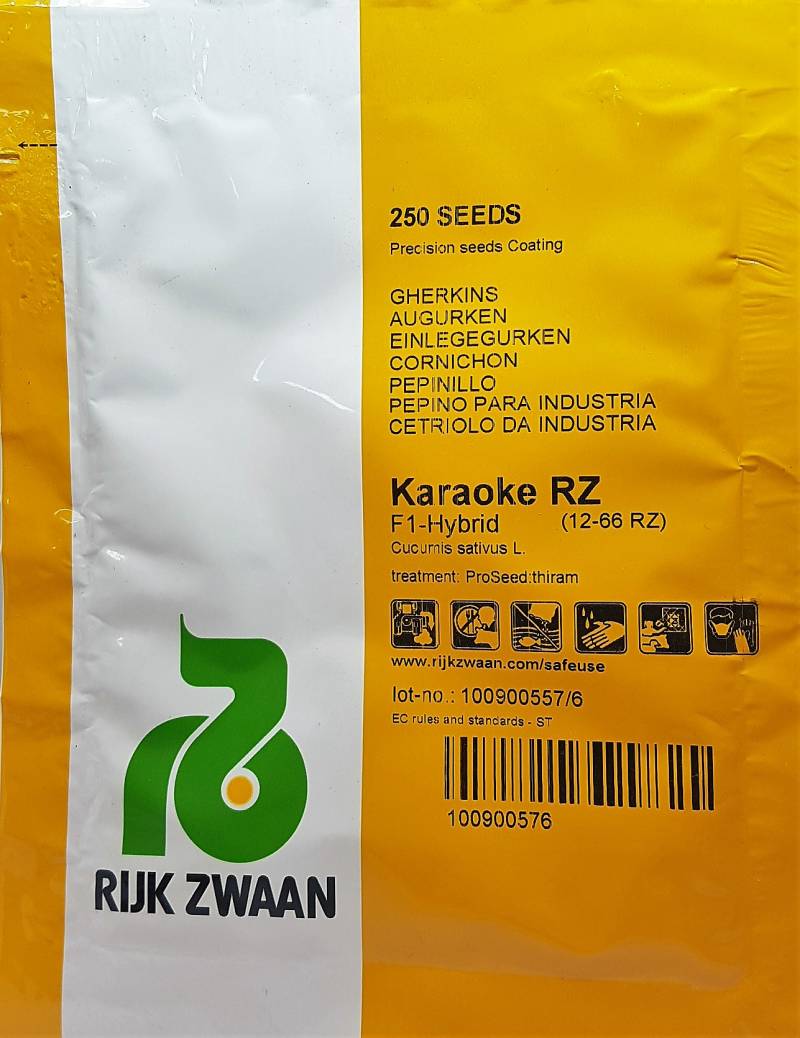 250 SEEDS
Precision seeds Coating
GHERKINS
AUGURKEN
EINLEGEGURKEN
CORNICHON
PEPINILLO
PEPINO PARA INDUSTRIA
CETRIOLO DA INDUSTRIA
Karaoke RZ
F1-Hybrid (12-66 RZ)
Cucumis sativus L.
treatment: ProSeed:thiram
www.rijkzwaan.com/safeuse
lot-no.: 100900557/6
EC rules and standards - ST
100900576
RIJK ZWAAN